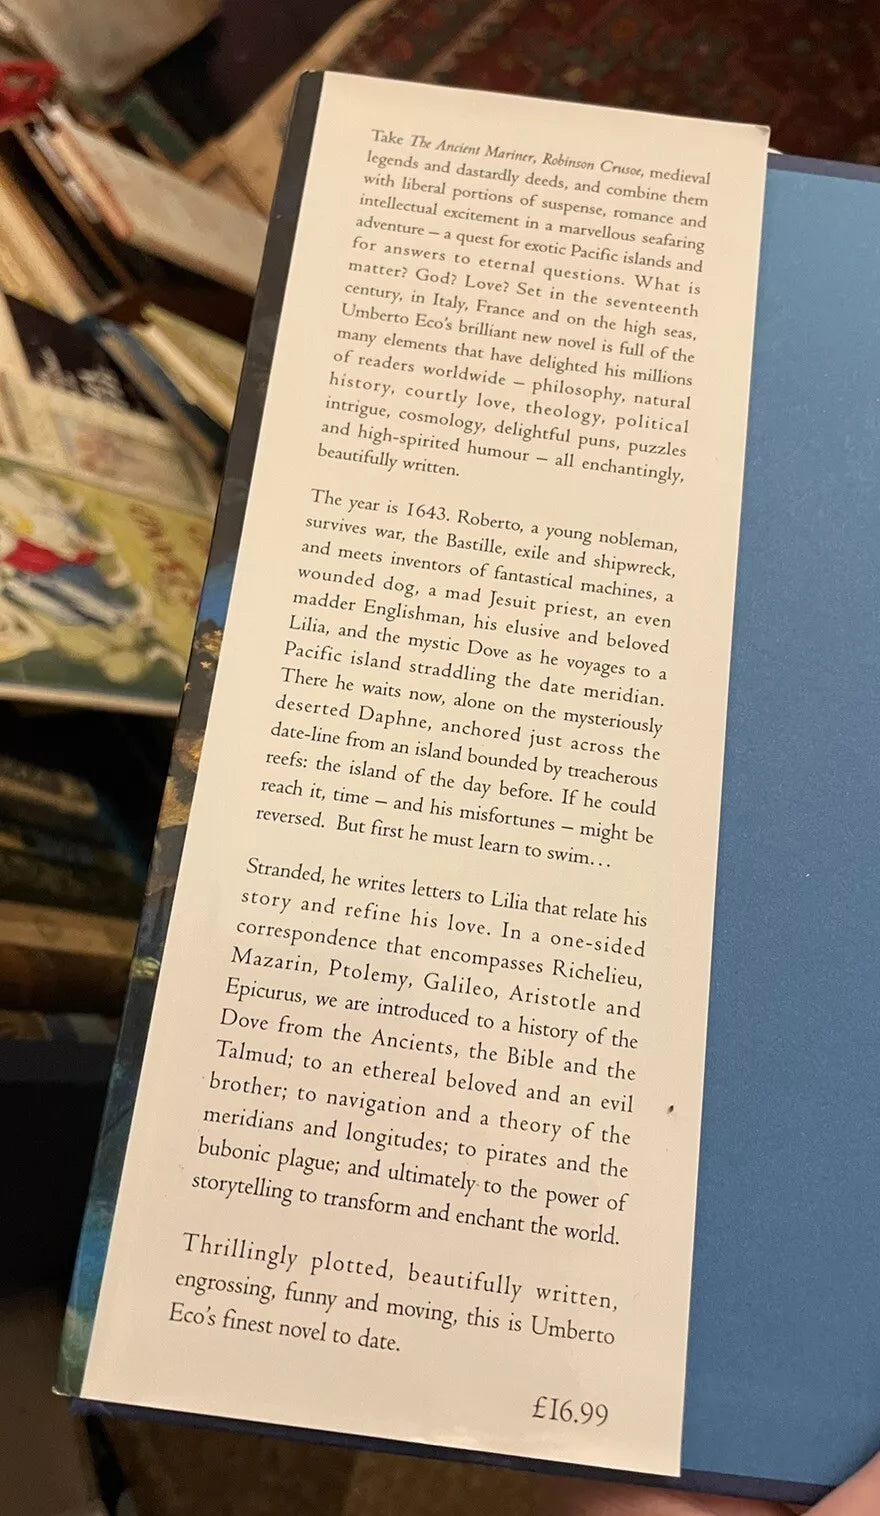 Take The Ancient Mariner, Robinson Crusoe, medieval
legends and dastardly deeds, and combine them
with liberal portions of suspense, romance and
intellectual excitement in a marvellous seafaring
adventure – a quest for exotic Pacific islands and
for answers to eternal questions. What is
matter? God? Love? Set in the seventeenth
century, in Italy, France and on the high seas,
Umberto Eco's brilliant new novel is full of the
many elements that have delighted his millions
of readers worldwide – philosophy, natural
history, courtly love, theology, political
intrigue, cosmology, delightful puns, puzzles
and high-spirited humour – all enchantingly,
beautifully written.
The year is 1643. Roberto, a young nobleman,
survives war, the Bastille, exile and shipwreck,
and meets inventors of fantastical machines, a
wounded dog, a mad Jesuit priest, an even
madder Englishman, his elusive and beloved
Lilia, and the mystic Dove as he voyages to a
Pacific island straddling the date meridian.
There he waits now, alone on the mysteriously
deserted Daphne, anchored just across the
date-line from an island bounded by treacherous
reefs: the island of the day before. If he could
reach it, time – and his misfortunes – might be
reversed. But first he must learn to swim...
Stranded, he writes letters to Lilia that relate his
story and refine his love. In a one-sided
correspondence that encompasses Richelieu,
Mazarin, Ptolemy, Galileo, Aristotle and
Epicurus, we are introduced to a history of the
Dove from the Ancients, the Bible and the
Talmud; to an ethereal beloved and an evil
brother; to navigation and a theory of the
meridians and longitudes; to pirates and the
bubonic plague; and ultimately to the power of
storytelling to transform and enchant the world.
Thrillingly plotted, beautifully written,
engrossing, funny and moving, this is Umberto
Eco's finest novel to date.
£16.99